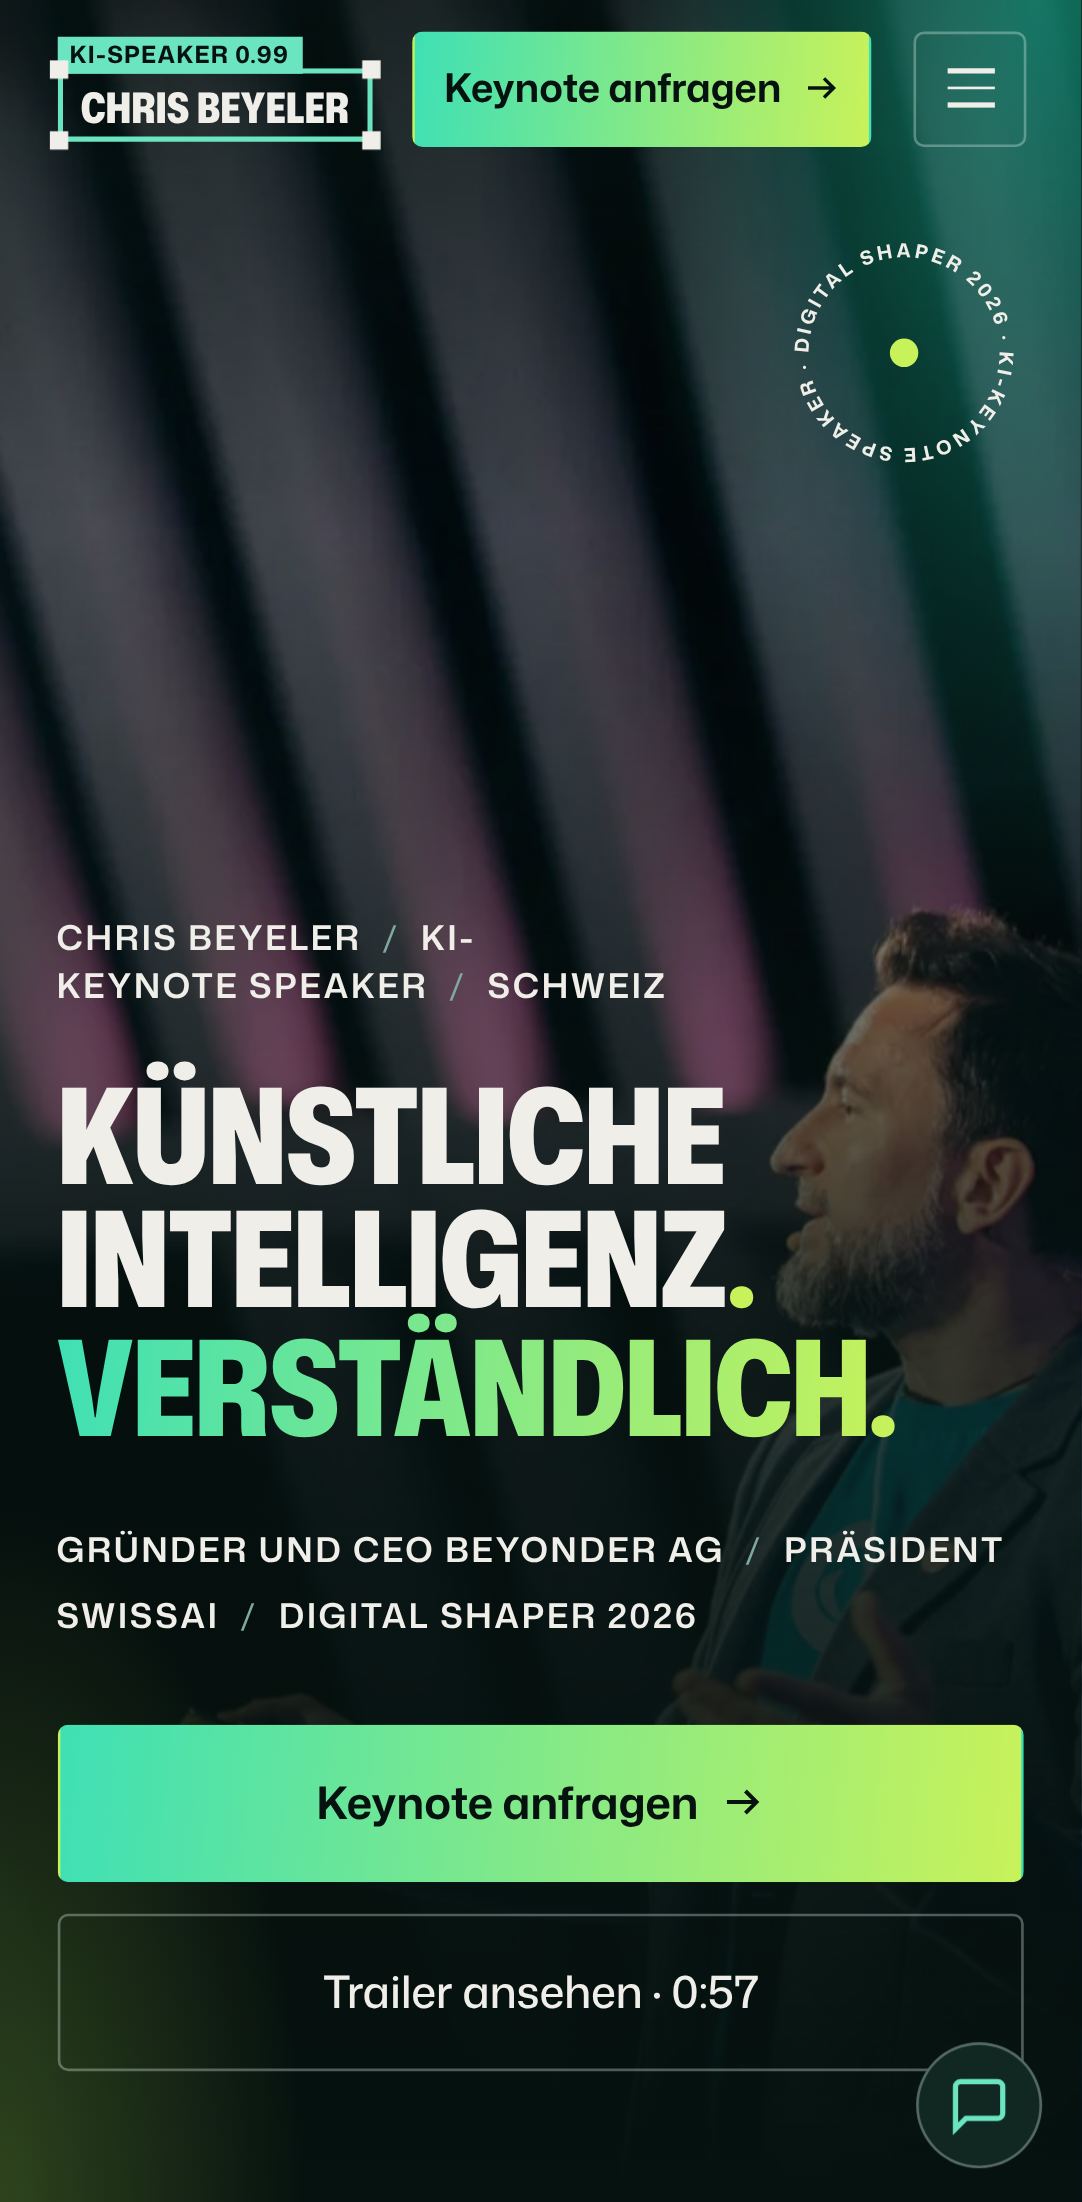 KI-SPEAKER 0.99
CHRIS BEYELER
Keynote anfragen →
DIGITAL SHAPER 2026 · KI-KEYNOTE SPEAKER ·
CHRIS BEYELER / KI-
KEYNOTE SPEAKER / SCHWEIZ
KÜNSTLICHE
INTELLIGENZ.
VERSTÄNDLICH.
GRÜNDER UND CEO BEYONDER AG / PRÄSIDENT
SWISSAI / DIGITAL SHAPER 2026
Keynote anfragen →
Trailer ansehen · 0:57